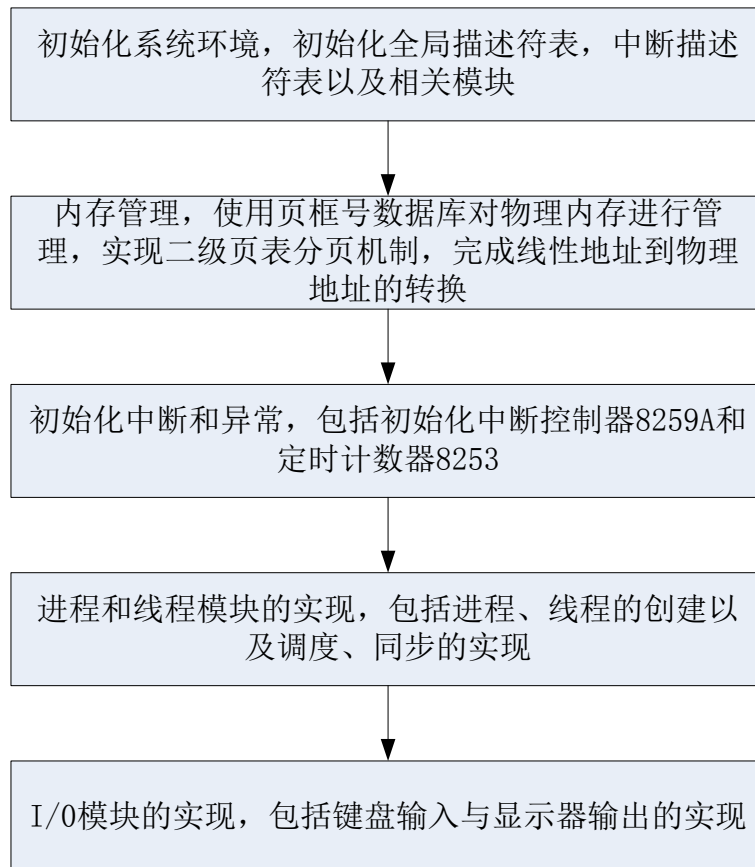 初始化系统环境，初始化全局描述符表，中断描述
符表以及相关模块
内存管理，使用页框号数据库对物理内存进行管
理，实现二级页表分页机制，完成线性地址到物理
地址的转换
初始化中断和异常，包括初始化中断控制器8259A和
定时计数器8253
进程和线程模块的实现，包括进程、线程的创建以
及调度、同步的实现
I/O模块的实现，包括键盘输入与显示器输出的实现